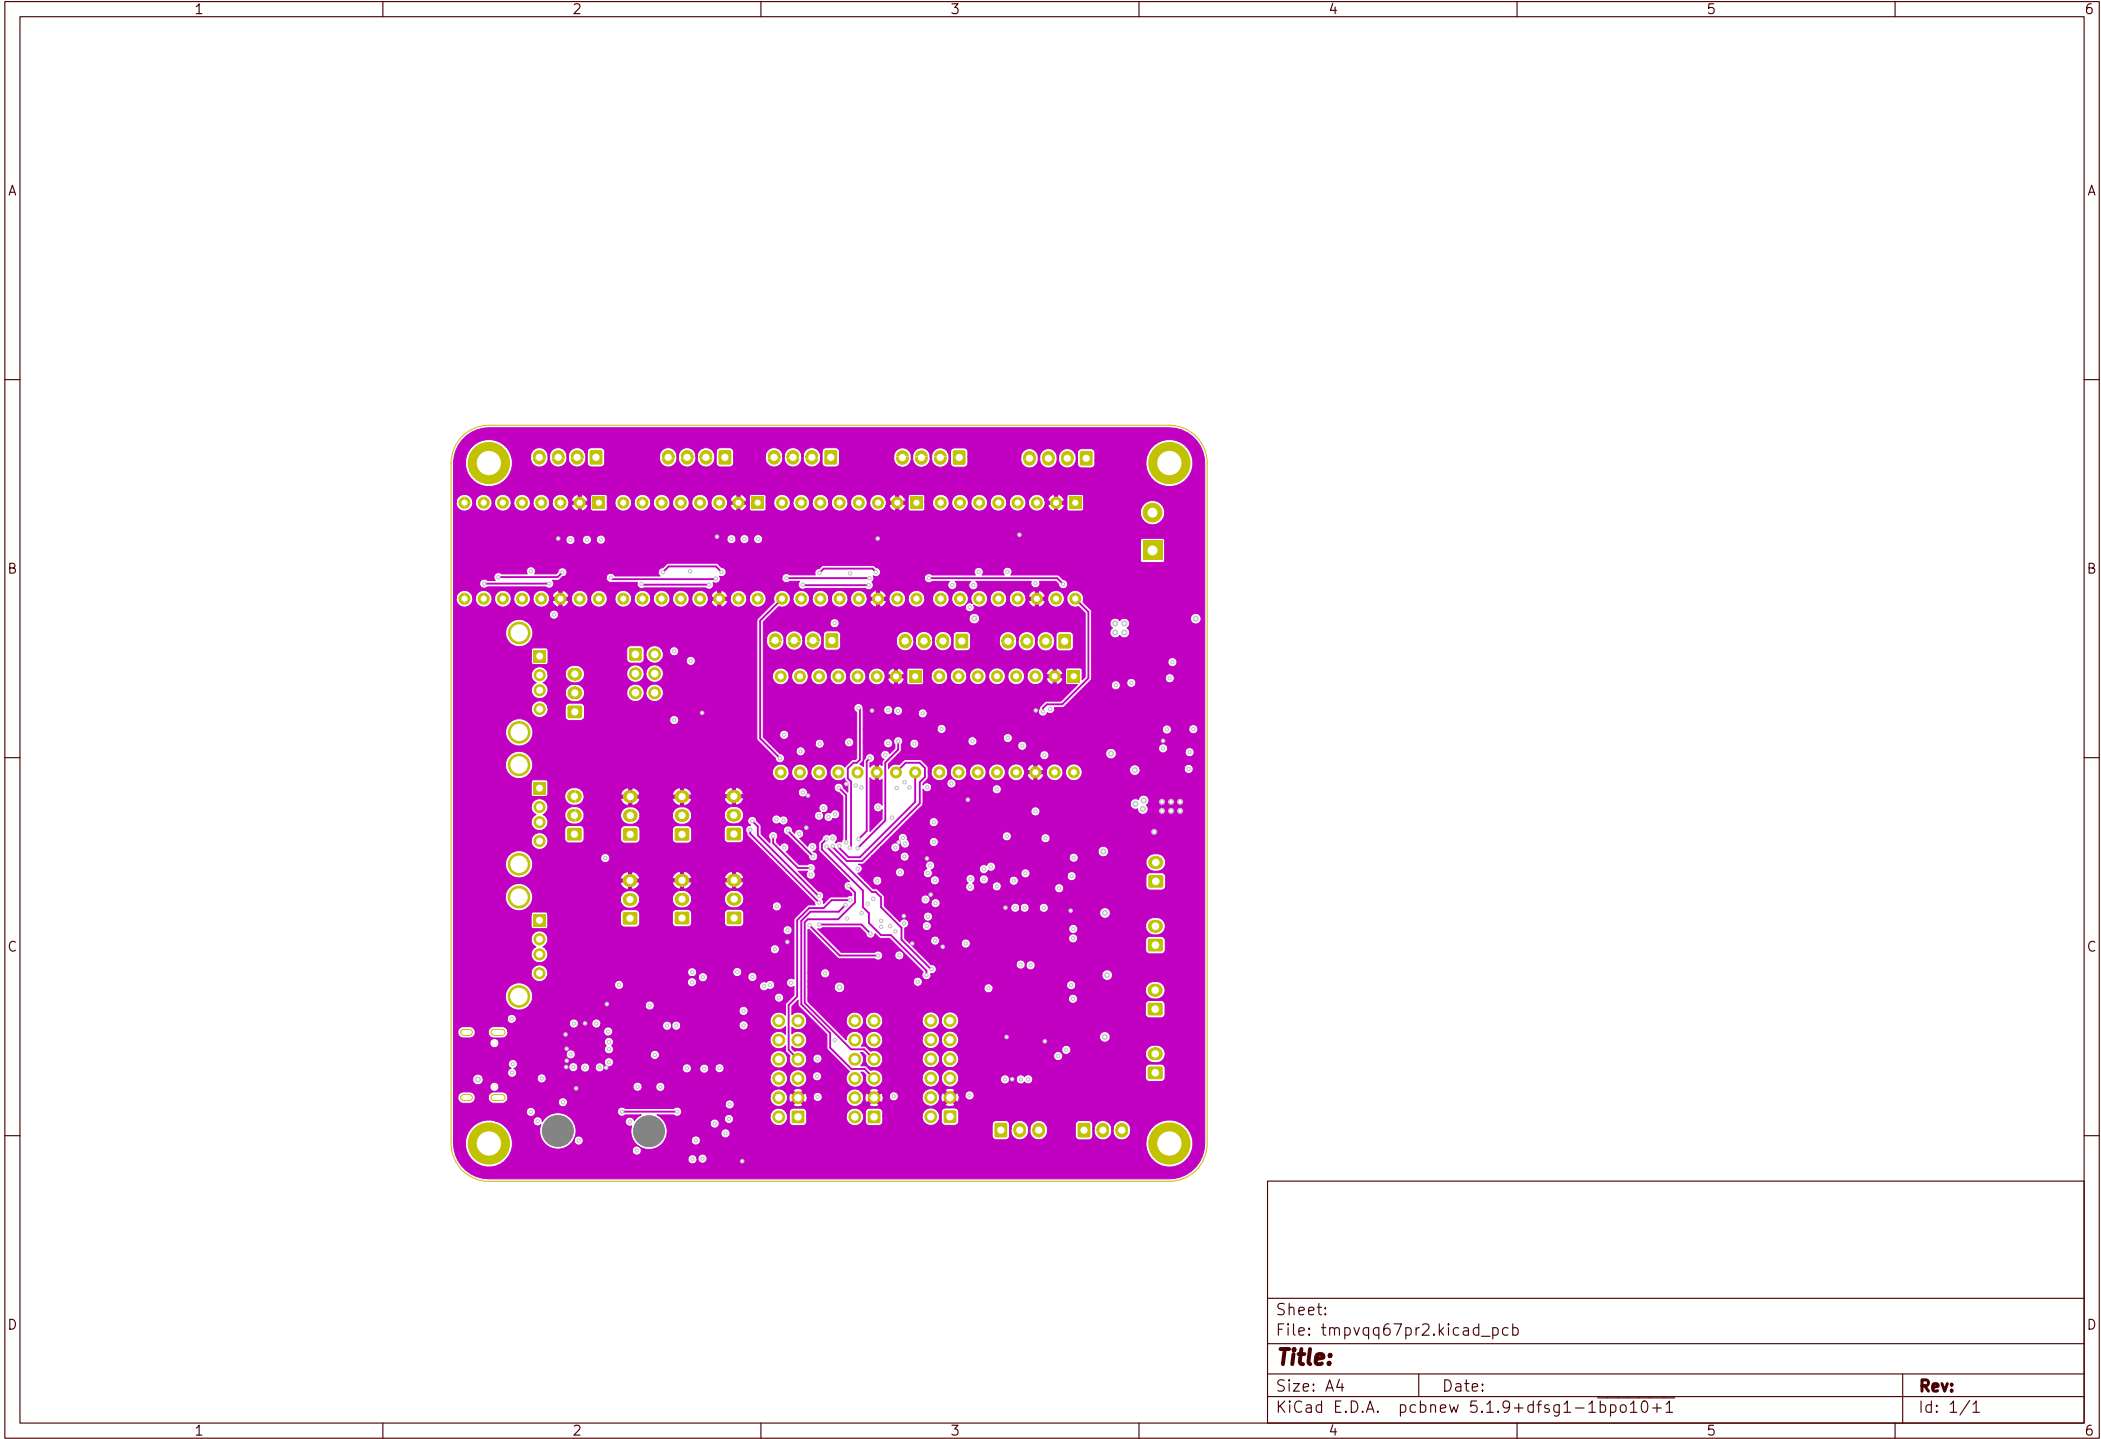 1 2 3 4 5 6
A A
B B
C C
D D
Sheet:
File: tmpvqq67pr2.kicad_pcb
Title:
Size: A4 Date: Rev:
KiCad E.D.A. pcbnew 5.1.9+dfsg1-1bpo10+1 Id: 1/1
1 2 3 4 5 6